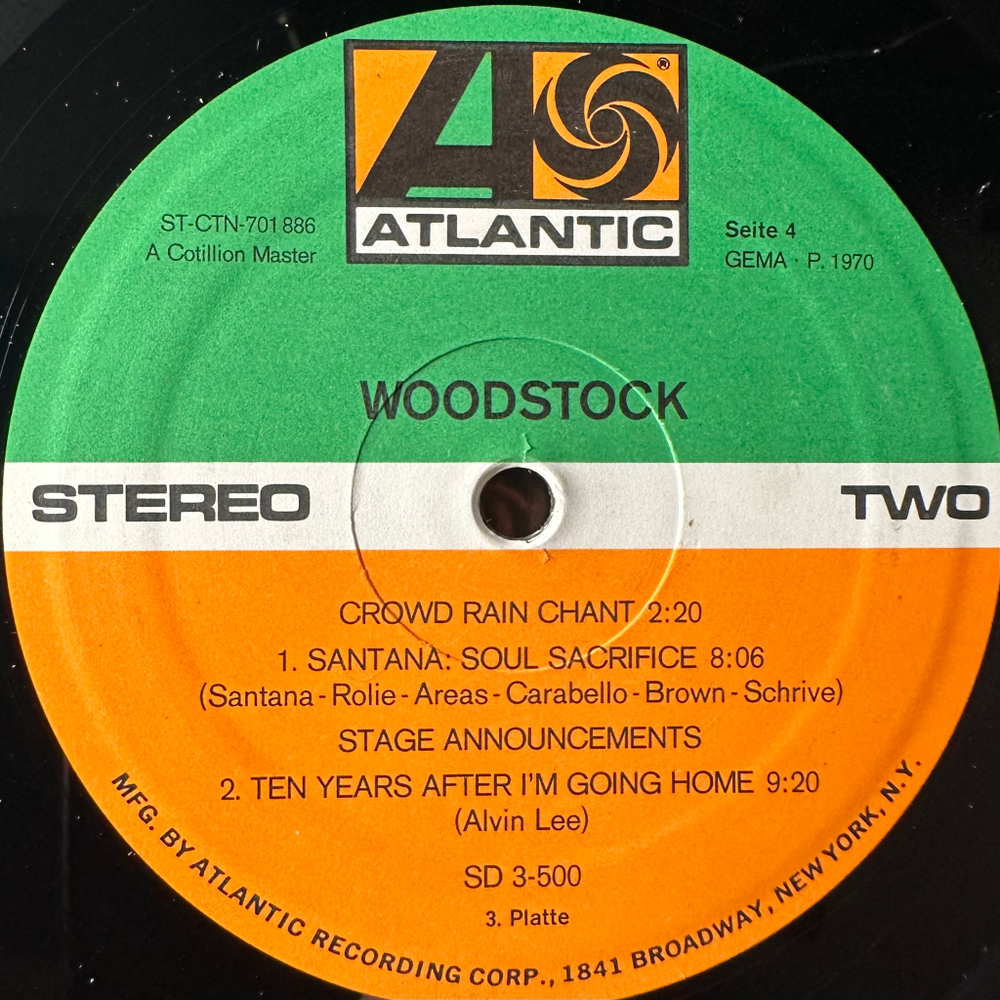 ®
ATLANTIC
ST-CTN-701 886
A Cotillion Master
Seite 4
GEMA · P. 1970
WOODSTOCK
STEREO
TWO
CROWD RAIN CHANT 2:20
1. SANTANA: SOUL SACRIFICE 8:06
(Santana - Rolie - Areas - Carabello - Brown - Schrive)
STAGE ANNOUNCEMENTS
2. TEN YEARS AFTER I'M GOING HOME 9:20
(Alvin Lee)
SD 3-500
3. Platte
MFG. BY ATLANTIC RECORDING CORP., 1841 BROADWAY, NEW YORK, N.Y.